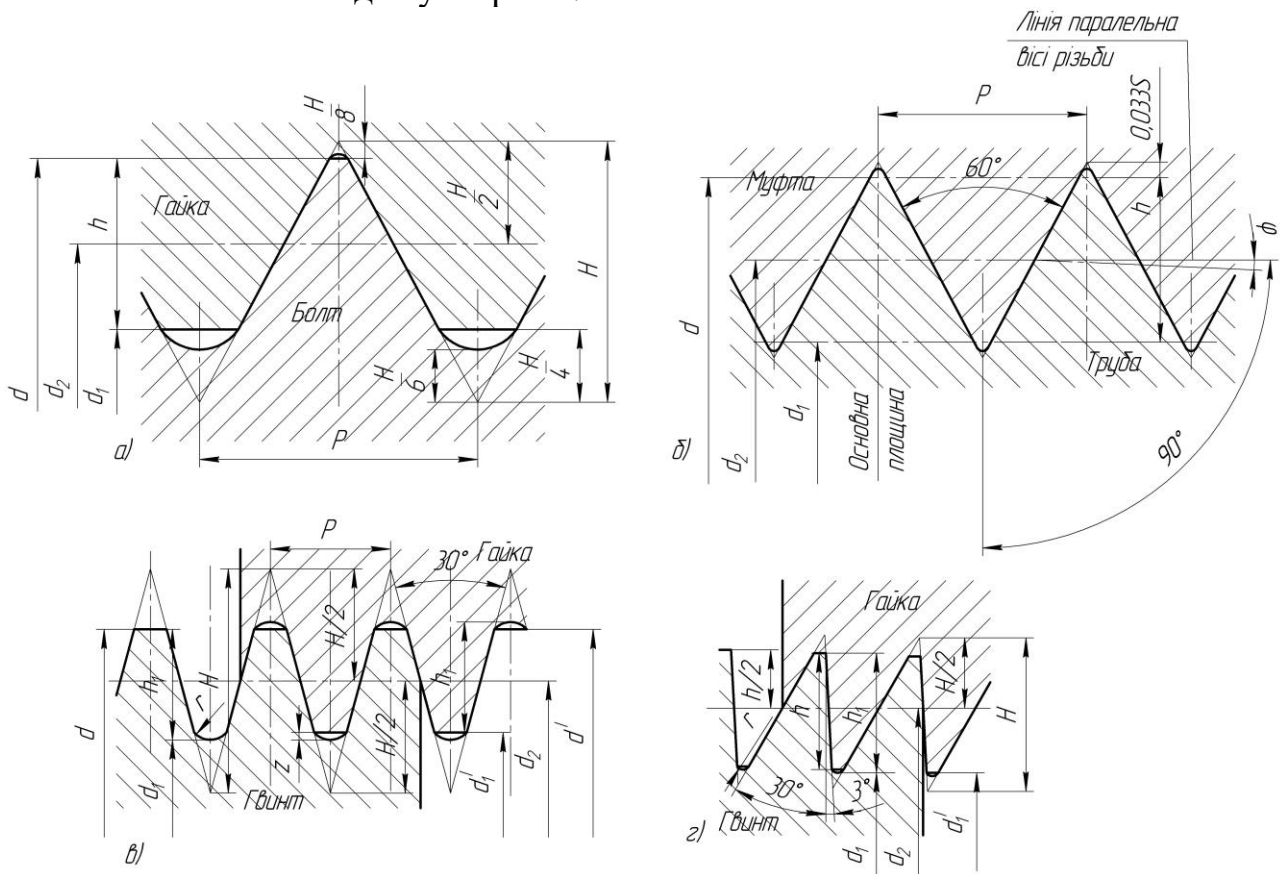 Лінія паралельна
вісі різьби
H/8
P
0,033S
Гайка
h
H/2
H
Болт
H/6
H/4
d
d₂
d₁
P
а)
Муфта
60°
h
φ
d
d₂
d₁
Основна
площина
Труба
90°
б)
P
Гайка
30°
H/2
h₁
H
h₁
r
d
d₁
z
H/2
d₁'
d₂
d'
Гвинт
в)
Гайка
h/2
r
h
h₁
H/2
H
30°
3°
Гвинт
d₁
d₂
d₁'
г)